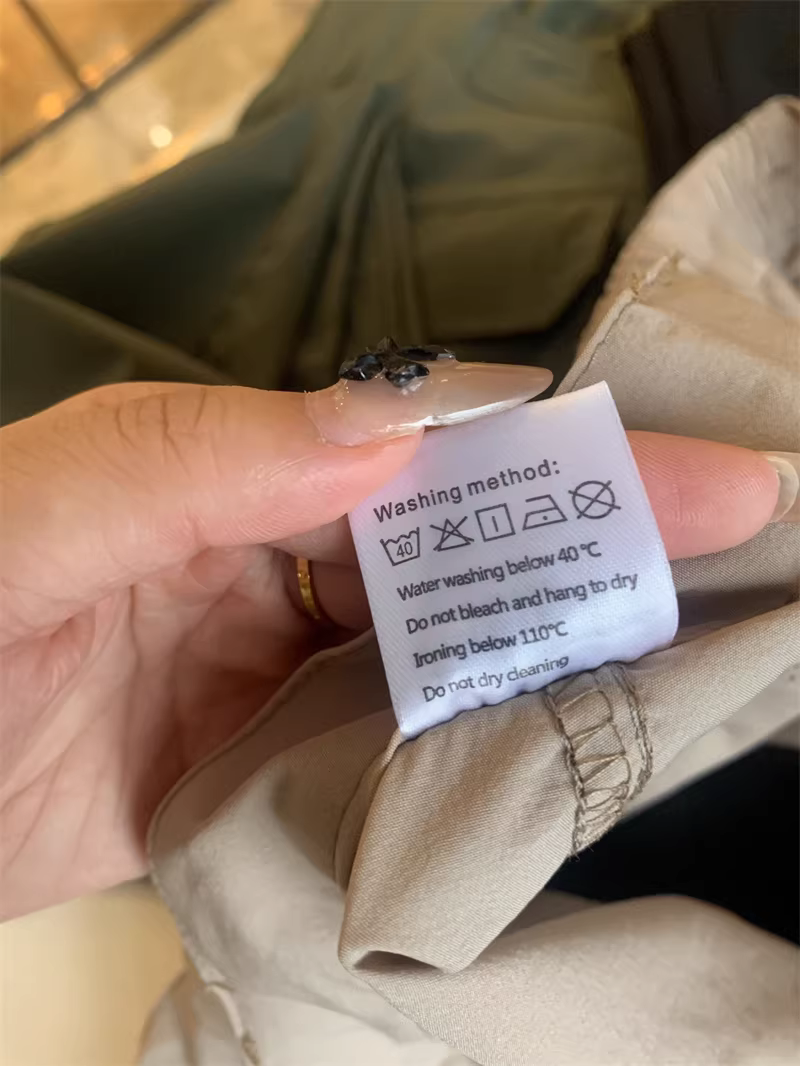 Washing method:
40
Water washing below 40℃
Do not bleach and hang to dry
Ironing below 110℃
Do not dry cleaning